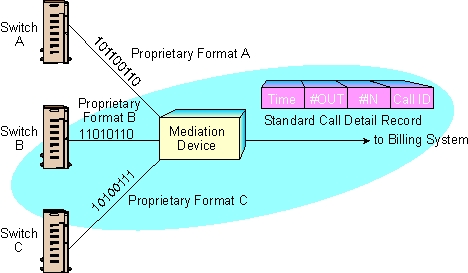 Switch
A
101100110
Proprietary Format A
Proprietary
Format B
11010110
Switch
B
Mediation
Device
Time #OUT #IN Call ID
Standard Call Detail Record
to Billing System
10100111
Proprietary Format C
Switch
C